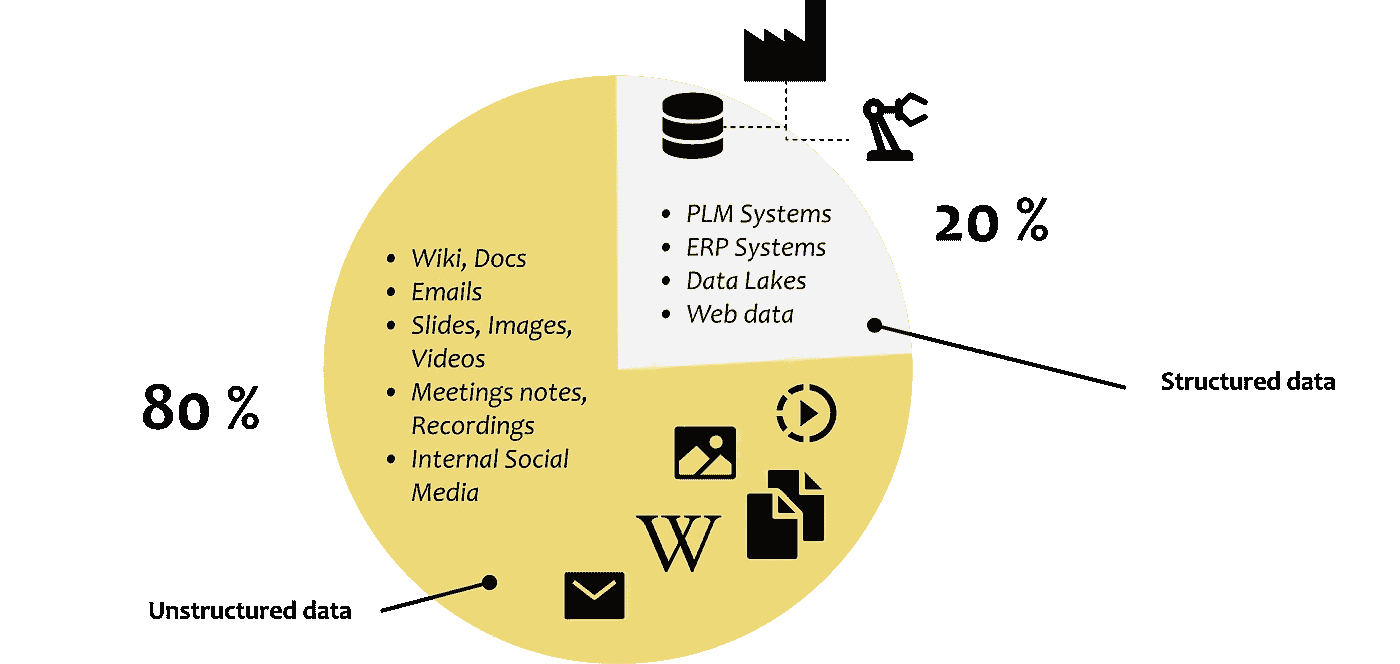 • PLM Systems
• ERP Systems
• Data Lakes
• Web data
20 %
Structured data
• Wiki, Docs
• Emails
• Slides, Images,
Videos
• Meetings notes,
Recordings
• Internal Social
Media
80 %
W
Unstructured data